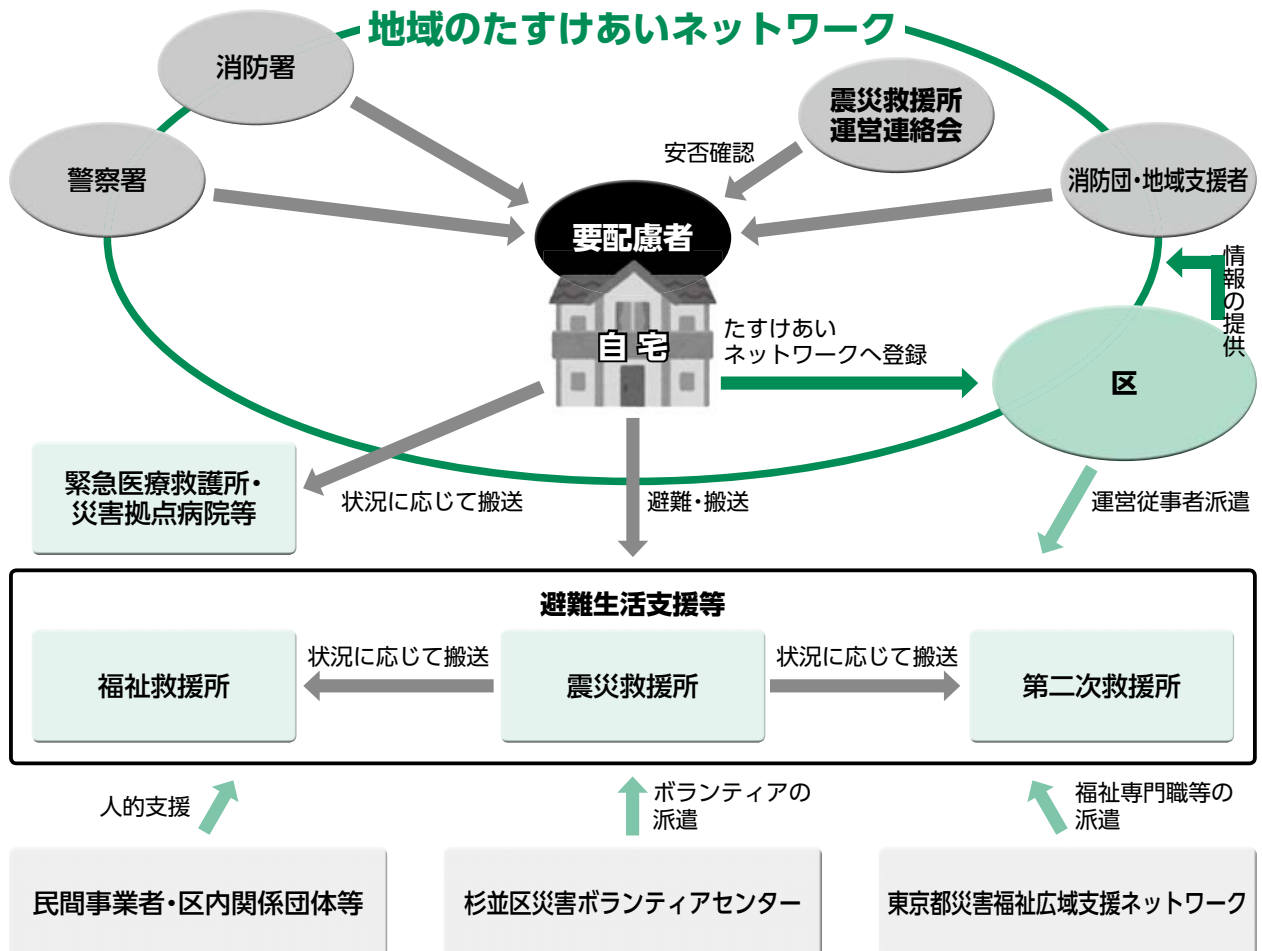 地域のたすけあいネットワーク
消防署
震災救援所
運営連絡会
安否確認
警察署
消防団・地域支援者
要配慮者
情報の提供
自宅
たすけあい
ネットワークへ登録
区
緊急医療救護所・
災害拠点病院等
状況に応じて搬送
避難・搬送
運営従事者派遣
避難生活支援等
福祉救援所
状況に応じて搬送
震災救援所
状況に応じて搬送
第二次救援所
人的支援
ボランティアの
派遣
福祉専門職等の
派遣
民間事業者・区内関係団体等
杉並区災害ボランティアセンター
東京都災害福祉広域支援ネットワーク